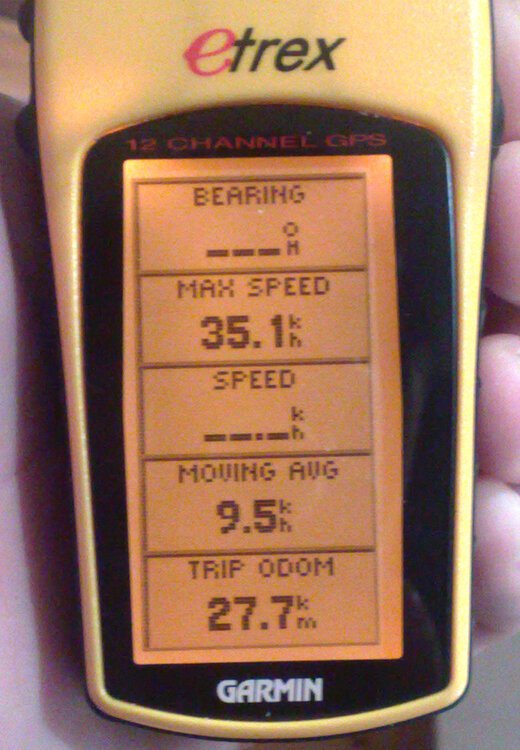 etrex
12 CHANNEL GPS
BEARING
___°M
MAX SPEED
35.1kh
SPEED
__._kh
MOVING AVG
9.5kh
TRIP ODOM
27.7km
GARMIN